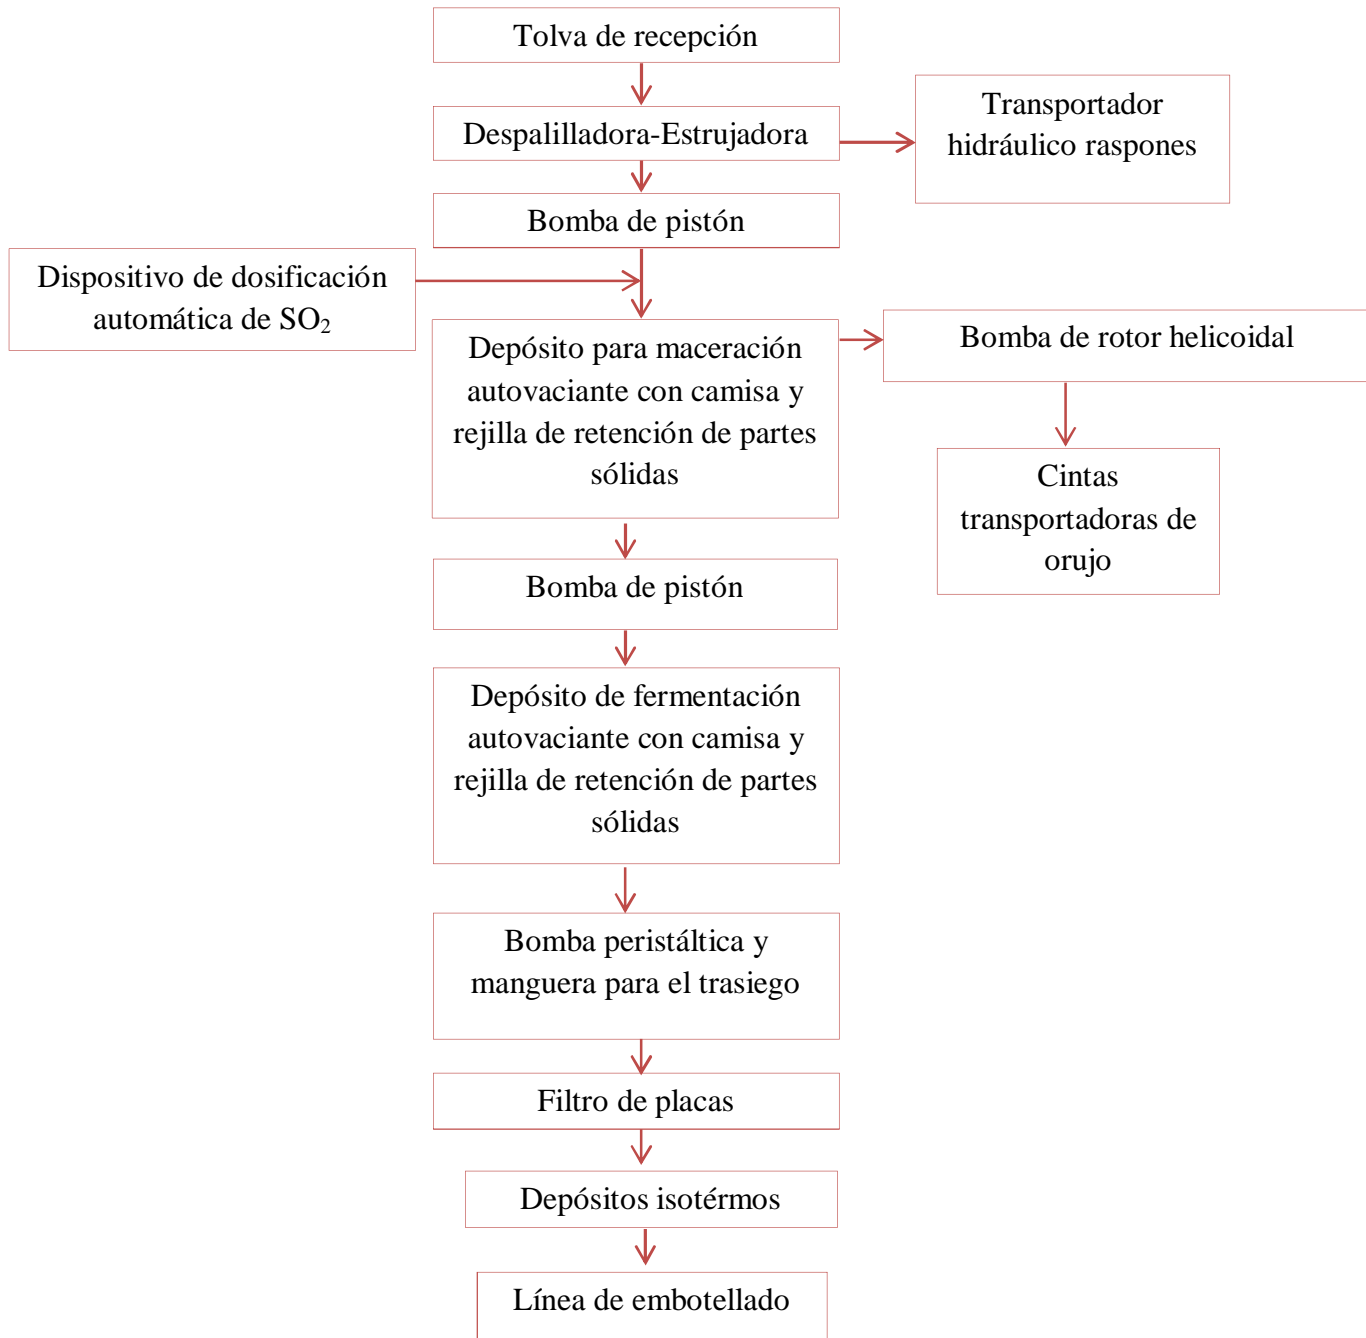 Tolva de recepción
Despalilladora-Estrujadora
Transportador
hidráulico raspones
Bomba de pistón
Dispositivo de dosificación
automática de SO₂
Depósito para maceración
autovaciante con camisa y
rejilla de retención de partes
sólidas
Bomba de rotor helicoidal
Cintas
transportadoras de
orujo
Bomba de pistón
Depósito de fermentación
autovaciante con camisa y
rejilla de retención de partes
sólidas
Bomba peristáltica y
manguera para el trasiego
Filtro de placas
Depósitos isotérmos
Línea de embotellado